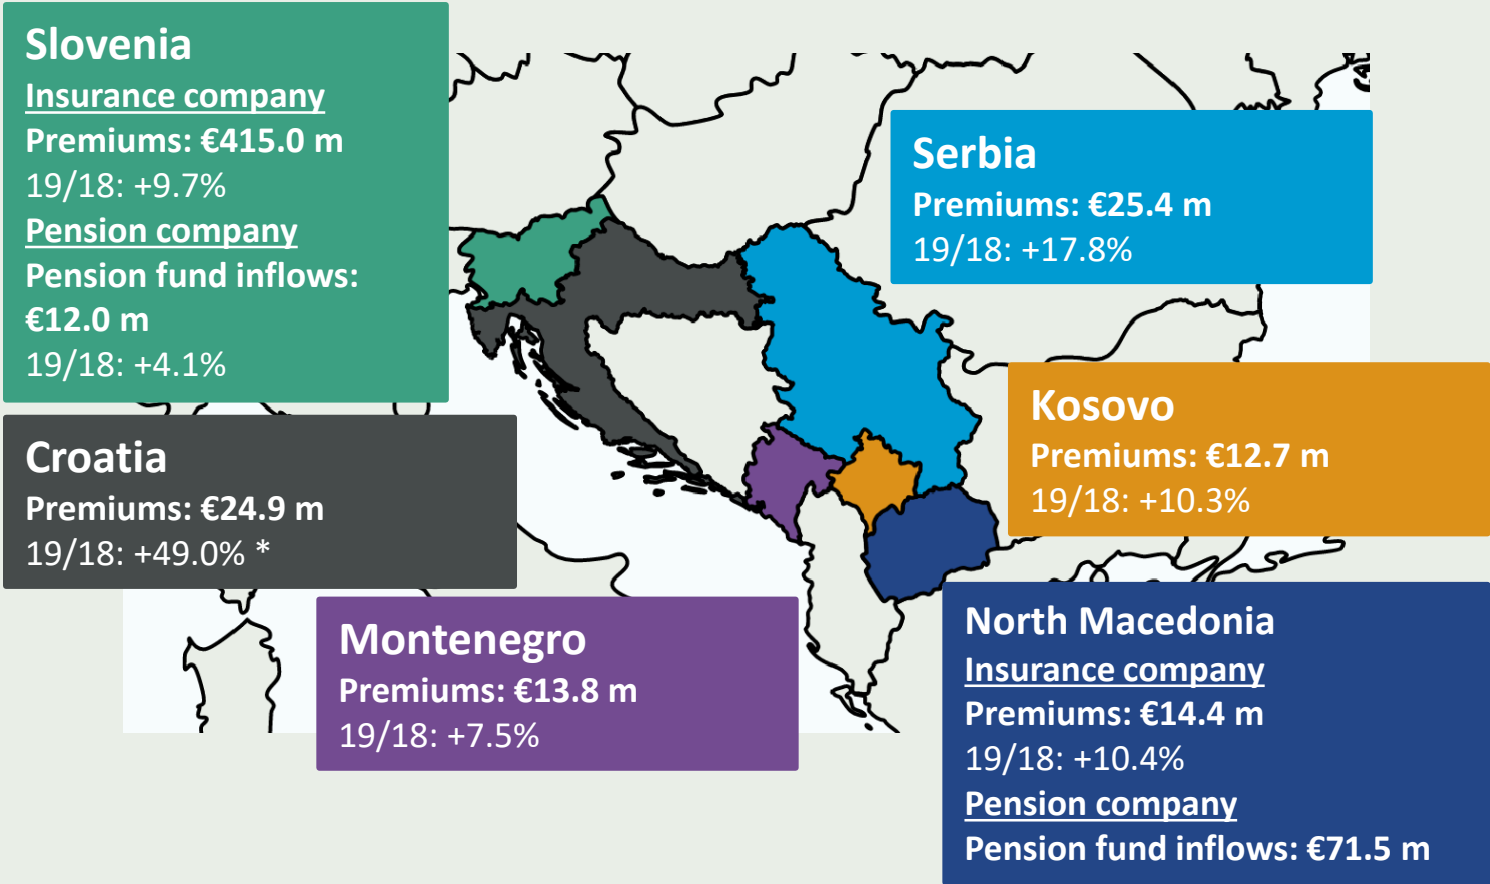 Slovenia
Insurance company
Premiums: €415.0 m
19/18: +9.7%
Pension company
Pension fund inflows:
€12.0 m
19/18: +4.1%
Croatia
Premiums: €24.9 m
19/18: +49.0% *
Montenegro
Premiums: €13.8 m
19/18: +7.5%
Serbia
Premiums: €25.4 m
19/18: +17.8%
Kosovo
Premiums: €12.7 m
19/18: +10.3%
North Macedonia
Insurance company
Premiums: €14.4 m
19/18: +10.4%
Pension company
Pension fund inflows: €71.5 m